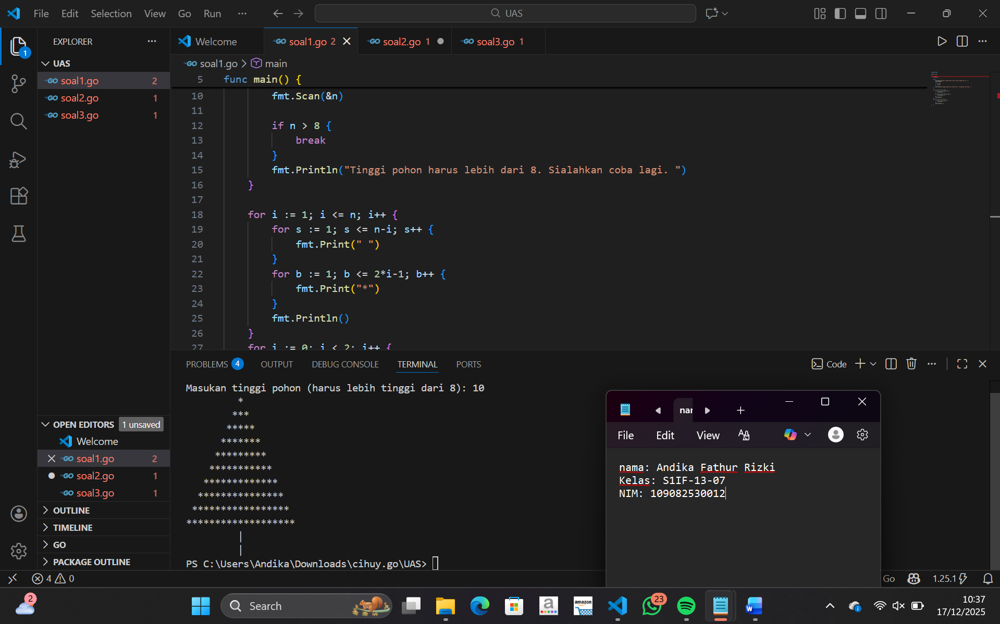 File Edit Selection View Go Run ··· UAS
EXPLORER ···
Welcome soal1.go 2 soal2.go 1 soal3.go 1
1
UAS
soal1.go > main
soal1.go 2
soal2.go 1
soal3.go 1
5 func main() {
10 fmt.Scan(&n)
11
12 if n > 8 {
13 break
14 }
15 fmt.Println("Tinggi pohon harus lebih dari 8. Sialahkan coba lagi. ")
16 }
17
18 for i := 1; i <= n; i++ {
19 for s := 1; s <= n-i; s++ {
20 fmt.Print(" ")
21 }
22 for b := 1; b <= 2*i-1; b++ {
23 fmt.Print("*")
24 }
25 fmt.Println()
26 }
27 for i := 0; i < 2; i++ {
PROBLEMS 4 OUTPUT DEBUG CONSOLE TERMINAL PORTS Code
Masukan tinggi pohon (harus lebih tinggi dari 8): 10
*
***
*****
*******
*********
***********
*************
***************
*****************
*******************
|
|
PS C:\Users\Andika\Downloads\cihuy.go\UAS>
OPEN EDITORS 1 unsaved
Welcome
soal1.go 2
soal2.go 1
soal3.go 1
OUTLINE
TIMELINE
GO
PACKAGE OUTLINE
nar
File Edit View
nama: Andika Fathur Rizki
Kelas: S1IF-13-07
NIM: 109082530012
4 0 Go 1.25.1
2 Search a amazon 23 W
10:37
17/12/2025